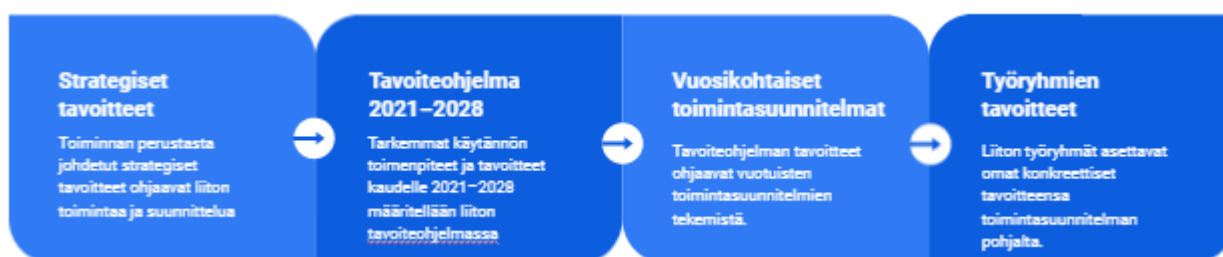 Strategiset
tavoitteet
Toiminnan perustasta
johdetut strategiset
tavoitteet ohjaavat liiton
toimintaa ja suunnittelua
Tavoiteohjelma
2021–2028
Tarkemmat käytännön
toimenpiteet ja tavoitteet
kaudelle 2021–2028
määritellään liiton
tavoiteohjelmassa
Vuosikohtaiset
toimintasuunnitelmat
Tavoiteohjelman tavoitteet
ohjaavat vuotuisten
toimintasuunnitelmien
tekemistä.
Työryhmien
tavoitteet
Liiton työryhmät asettavat
omat konkreettiset
tavoitteensa
toimintasuunnitelman
pohjalta.